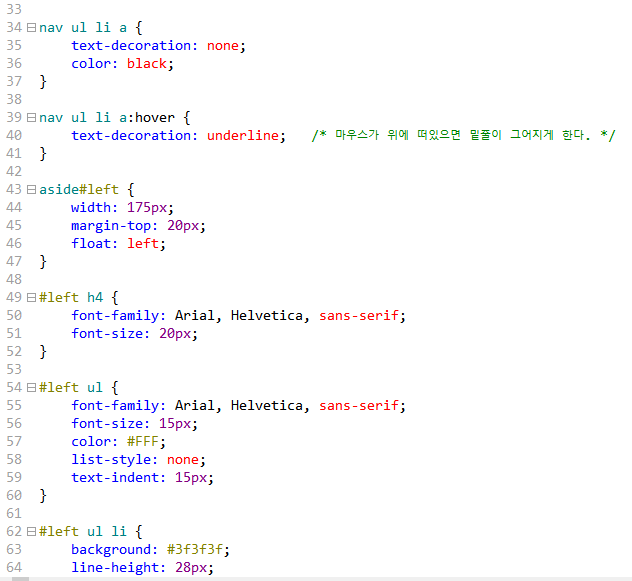 33
34 nav ul li a {
35     text-decoration: none;
36     color: black;
37 }
38
39 nav ul li a:hover {
40     text-decoration: underline;   /* 마우스가 위에 떠있으면 밑풀이 그어지게 한다. */
41 }
42
43 aside#left {
44     width: 175px;
45     margin-top: 20px;
46     float: left;
47 }
48
49 #left h4 {
50     font-family: Arial, Helvetica, sans-serif;
51     font-size: 20px;
52 }
53
54 #left ul {
55     font-family: Arial, Helvetica, sans-serif;
56     font-size: 15px;
57     color: #FFF;
58     list-style: none;
59     text-indent: 15px;
60 }
61
62 #left ul li {
63     background: #3f3f3f;
64     line-height: 28px;